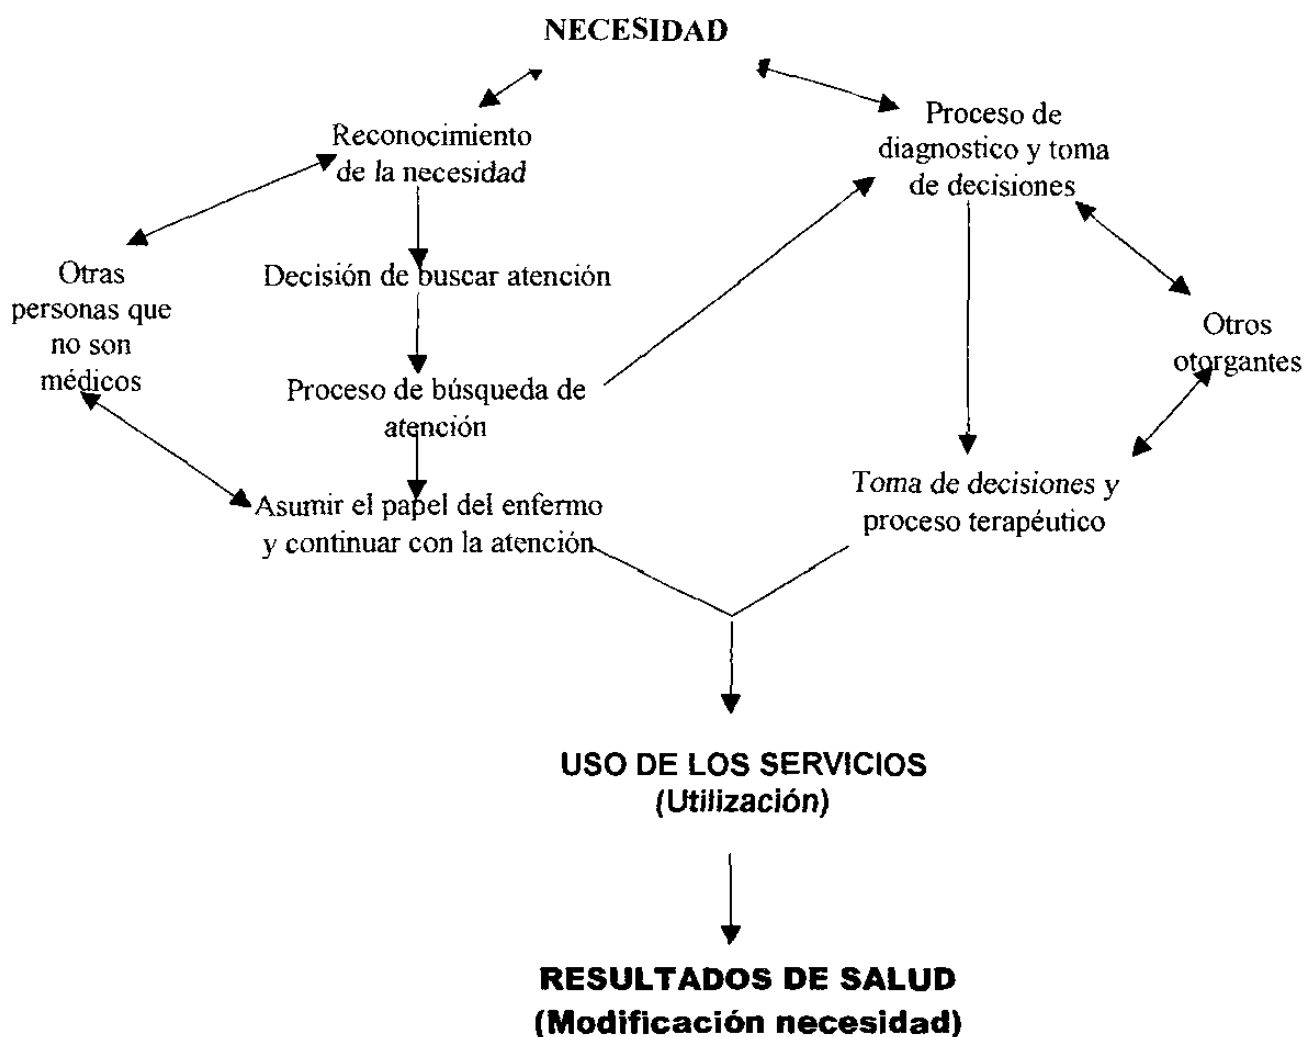 NECESIDAD
Reconocimiento
de la necesidad
Proceso de
diagnostico y toma
de decisiones
Otras
personas que
no son
médicos
Decisión de buscar atención
Otros
otorgantes
Proceso de búsqueda de
atención
Asumir el papel del enfermo
y continuar con la atención
Toma de decisiones y
proceso terapéutico
USO DE LOS SERVICIOS
(Utilización)
RESULTADOS DE SALUD
(Modificación necesidad)